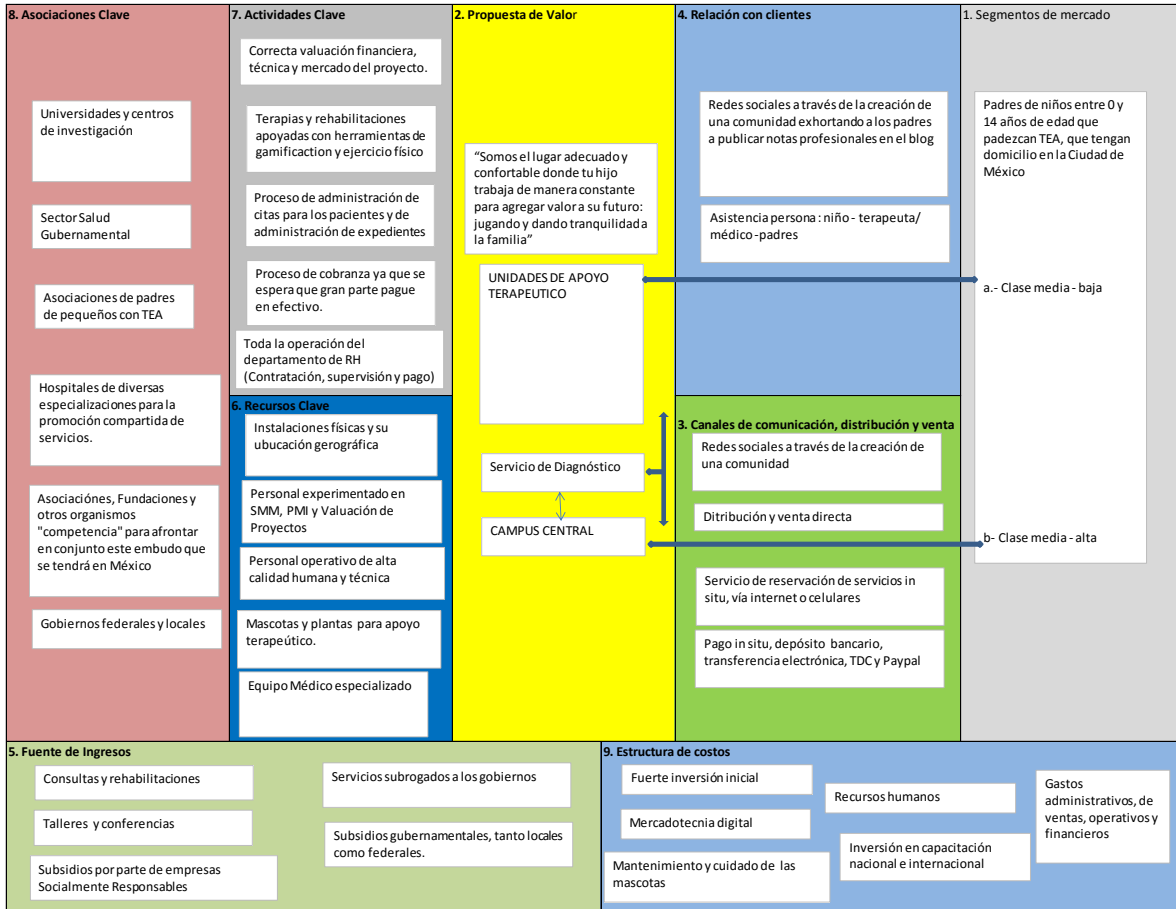 8. Asociaciones Clave
Universidades y centros
de investigación
Sector Salud
Gubernamental
Asociaciones de padres
de pequeños con TEA
Hospitales de diversas
especializaciones para la
promoción compartida de
servicios.
Asociaciónes, Fundaciones y
otros organismos
"competencia" para afrontar
en conjunto este embudo que
se tendrá en México
Gobiernos federales y locales
7. Actividades Clave
Correcta valuación financiera,
técnica y mercado del proyecto.
Terapias y rehabilitaciones
apoyadas con herramientas de
gamificaction y ejercicio físico
Proceso de administración de
citas para los pacientes y de
administración de expedientes
Proceso de cobranza ya que se
espera que gran parte pague
en efectivo.
Toda la operación del
departamento de RH
(Contratación, supervisión y pago)
6. Recursos Clave
Instalaciones físicas y su
ubucación gerográfica
Personal experimentado en
SMM, PMI y Valuación de
Proyectos
Personal operativo de alta
calidad humana y técnica
Mascotas y plantas para apoyo
terapeútico.
Equipo Médico especializado
2. Propuesta de Valor
“Somos el lugar adecuado y
confortable donde tu hijo
trabaja de manera constante
para agregar valor a su futuro:
jugando y dando tranquilidad a
la familia”
UNIDADES DE APOYO
TERAPEUTICO
Servicio de Diagnóstico
CAMPUS CENTRAL
4. Relación con clientes
Redes sociales a través de la creación de
una comunidad exhortando a los padres
a publicar notas profesionales en el blog
Asistencia persona : niño - terapeuta/
médico -padres
3. Canales de comunicación, distribución y venta
Redes sociales a través de la creación de
una comunidad
Ditribución y venta directa
Servicio de reservación de servicios in
situ, vía internet o celulares
Pago in situ, depósito bancario,
transferencia electrónica, TDC y Paypal
1. Segmentos de mercado
Padres de niños entre 0 y
14 años de edad que
padezcan TEA, que tengan
domicilio en la Ciudad de
México
a.- Clase media - baja
b- Clase media - alta
5. Fuente de Ingresos
Consultas y rehabilitaciones
Talleres y conferencias
Subsidios por parte de empresas
Socialmente Responsables
Servicios subrogados a los gobiernos
Subsidios gubernamentales, tanto locales
como federales.
9. Estructura de costos
Fuerte inversión inicial
Mercadotecnia digital
Mantenimiento y cuidado de las
mascotas
Recursos humanos
Inversión en capacitación
nacional e internacional
Gastos
administrativos, de
ventas, operativos y
financieros